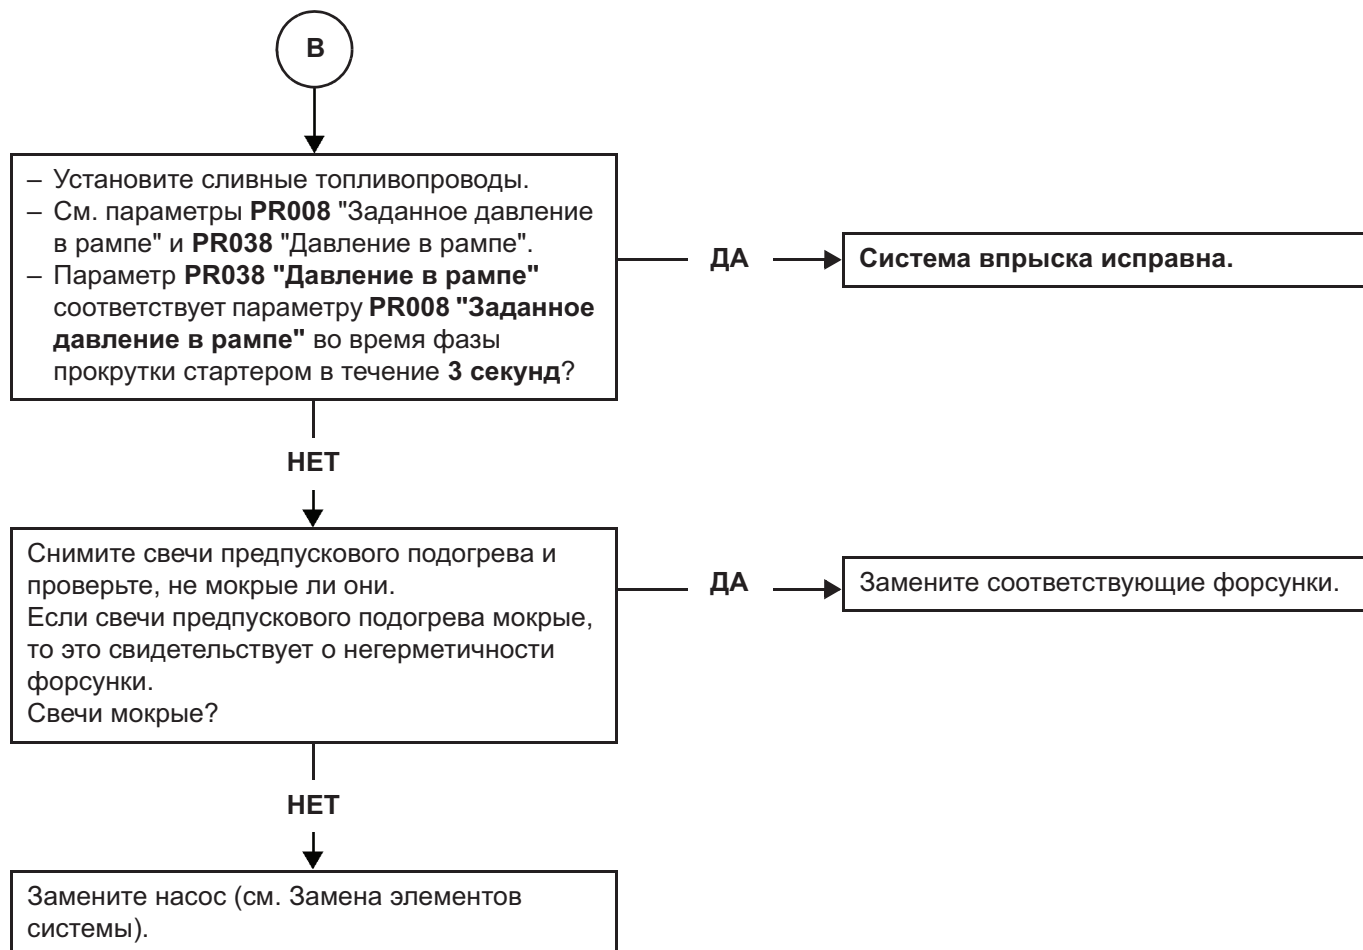 В
– Установите сливные топливопроводы.
– См. параметры PR008 "Заданное давление
в рампе" и PR038 "Давление в рампе".
– Параметр PR038 "Давление в рампе"
соответствует параметру PR008 "Заданное
давление в рампе" во время фазы
прокрутки стартером в течение 3 секунд?
ДА
Система впрыска исправна.
НЕТ
Снимите свечи предпускового подогрева и
проверьте, не мокрые ли они.
Если свечи предпускового подогрева мокрые,
то это свидетельствует о негерметичности
форсунки.
Свечи мокрые?
ДА
Замените соответствующие форсунки.
НЕТ
Замените насос (см. Замена элементов
системы).